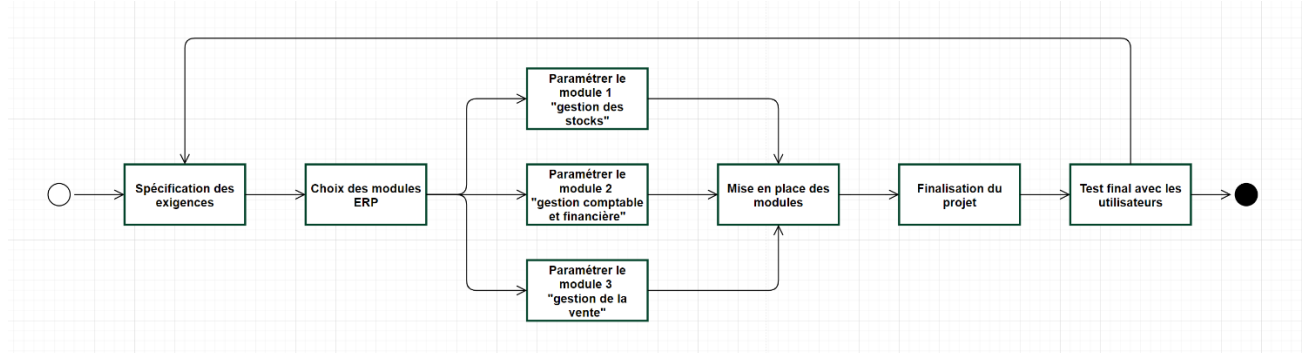 Paramétrer le
module 1
"gestion des
stocks"
Spécification des
exigences
Choix des modules
ERP
Paramétrer le
module 2
"gestion comptable
et financière"
Mise en place des
modules
Finalisation du
projet
Test final avec les
utilisateurs
Paramétrer le
module 3
"gestion de la
vente"